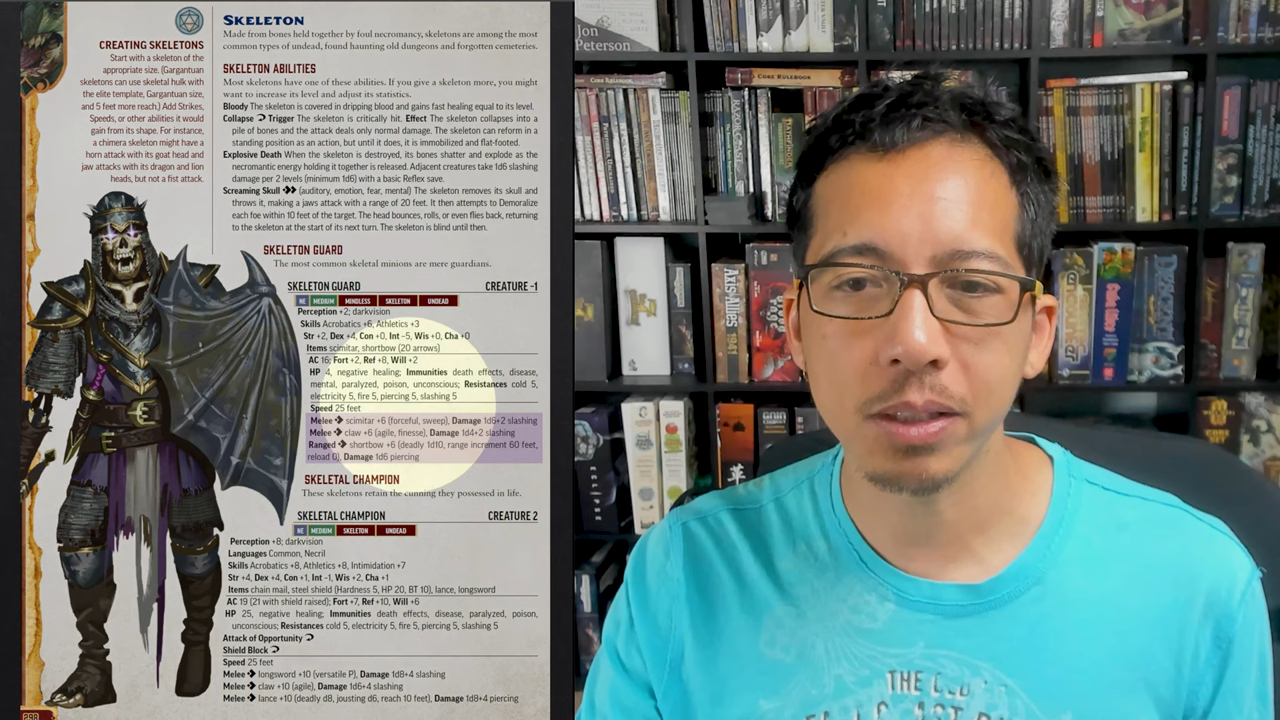 CREATING SKELETONS
Start with a skeleton of the
appropriate size. (Gargantuan
skeletons can use skeletal hulk with
the elite template, Gargantuan size,
and 5 feet more reach.) Add Strikes,
Speeds, or other abilities it would
gain from its shape. For instance,
a chimera skeleton might have a
horn attack with its goat head and
jaw attacks with its dragon and lion
heads, but not a fist attack.
SKELETON
Made from bones held together by foul necromancy, skeletons are among the most
common types of undead, found haunting old dungeons and forgotten cemeteries.
SKELETON ABILITIES
Most skeletons have one of these abilities. If you give a skeleton more, you might
want to increase its level and adjust its statistics.
Bloody The skeleton is covered in dripping blood and gains fast healing equal to its level.
Collapse Trigger The skeleton is critically hit. Effect The skeleton collapses into a
pile of bones and the attack deals only normal damage. The skeleton can reform in a
standing position as an action, but until it does, it is immobilized and flat-footed.
Explosive Death When the skeleton is destroyed, its bones shatter and explode as the
necromantic energy holding it together is released. Adjacent creatures take 1d6 slashing
damage per 2 levels (minimum 1d6) with a basic Reflex save.
Screaming Skull (auditory, emotion, fear, mental) The skeleton removes its skull and
throws it, making a jaws attack with a range of 20 feet. It then attempts to Demoralize
each foe within 10 feet of the target. The head bounces, rolls, or even flies back, returning
to the skeleton at the start of its next turn. The skeleton is blind until then.
SKELETON GUARD
The most common skeletal minions are mere guardians.
SKELETON GUARD CREATURE -1
NE MEDIUM MINDLESS SKELETON UNDEAD
Perception +2; darkvision
Skills Acrobatics +6, Athletics +3
Str +2, Dex +4, Con +0, Int -5, Wis +0, Cha +0
Items scimitar, shortbow (20 arrows)
AC 16; Fort +2, Ref +8, Will +2
HP 4, negative healing; Immunities death effects, disease,
mental, paralyzed, poison, unconscious; Resistances cold 5,
electricity 5, fire 5, piercing 5, slashing 5
Speed 25 feet
Melee scimitar +6 (forceful, sweep), Damage 1d6+2 slashing
Melee claw +6 (agile, finesse), Damage 1d4+2 slashing
Ranged shortbow +6 (deadly 1d10, range increment 60 feet,
reload 0), Damage 1d6 piercing
SKELETAL CHAMPION
These skeletons retain the cunning they possessed in life.
SKELETAL CHAMPION CREATURE 2
NE MEDIUM SKELETON UNDEAD
Perception +8; darkvision
Languages Common, Necril
Skills Acrobatics +8, Athletics +8, Intimidation +7
Str +4, Dex +4, Con +1, Int -1, Wis +2, Cha +1
Items chain mail, steel shield (Hardness 5, HP 20, BT 10), lance, longsword
AC 19 (21 with shield raised); Fort +7, Ref +10, Will +6
HP 25, negative healing; Immunities death effects, disease, paralyzed, poison,
unconscious; Resistances cold 5, electricity 5, fire 5, piercing 5, slashing 5
Attack of Opportunity
Shield Block
Speed 25 feet
Melee longsword +10 (versatile P), Damage 1d8+4 slashing
Melee claw +10 (agile), Damage 1d6+4 slashing
Melee lance +10 (deadly d8, jousting d6, reach 10 feet), Damage 1d8+4 piercing
298
Jon
Peterson
CORE RULEBOOK
CORE RULEBOOK
RAZOR COAST
PATHFINDER
Axis & Allies
1941
ECLIPSE
THE